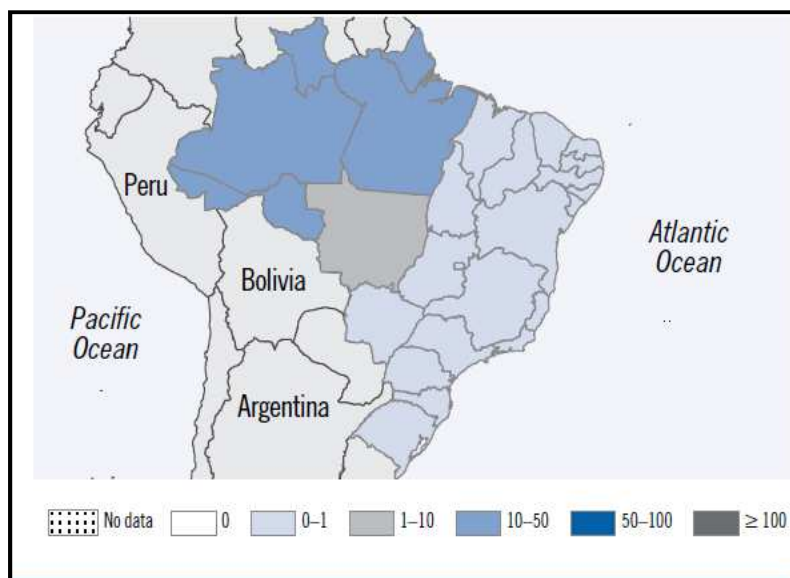 Peru
Atlantic
Ocean
Bolivia
Pacific
Ocean
Argentina
No data 0 0–1 1–10 10–50 50–100 ≥ 100